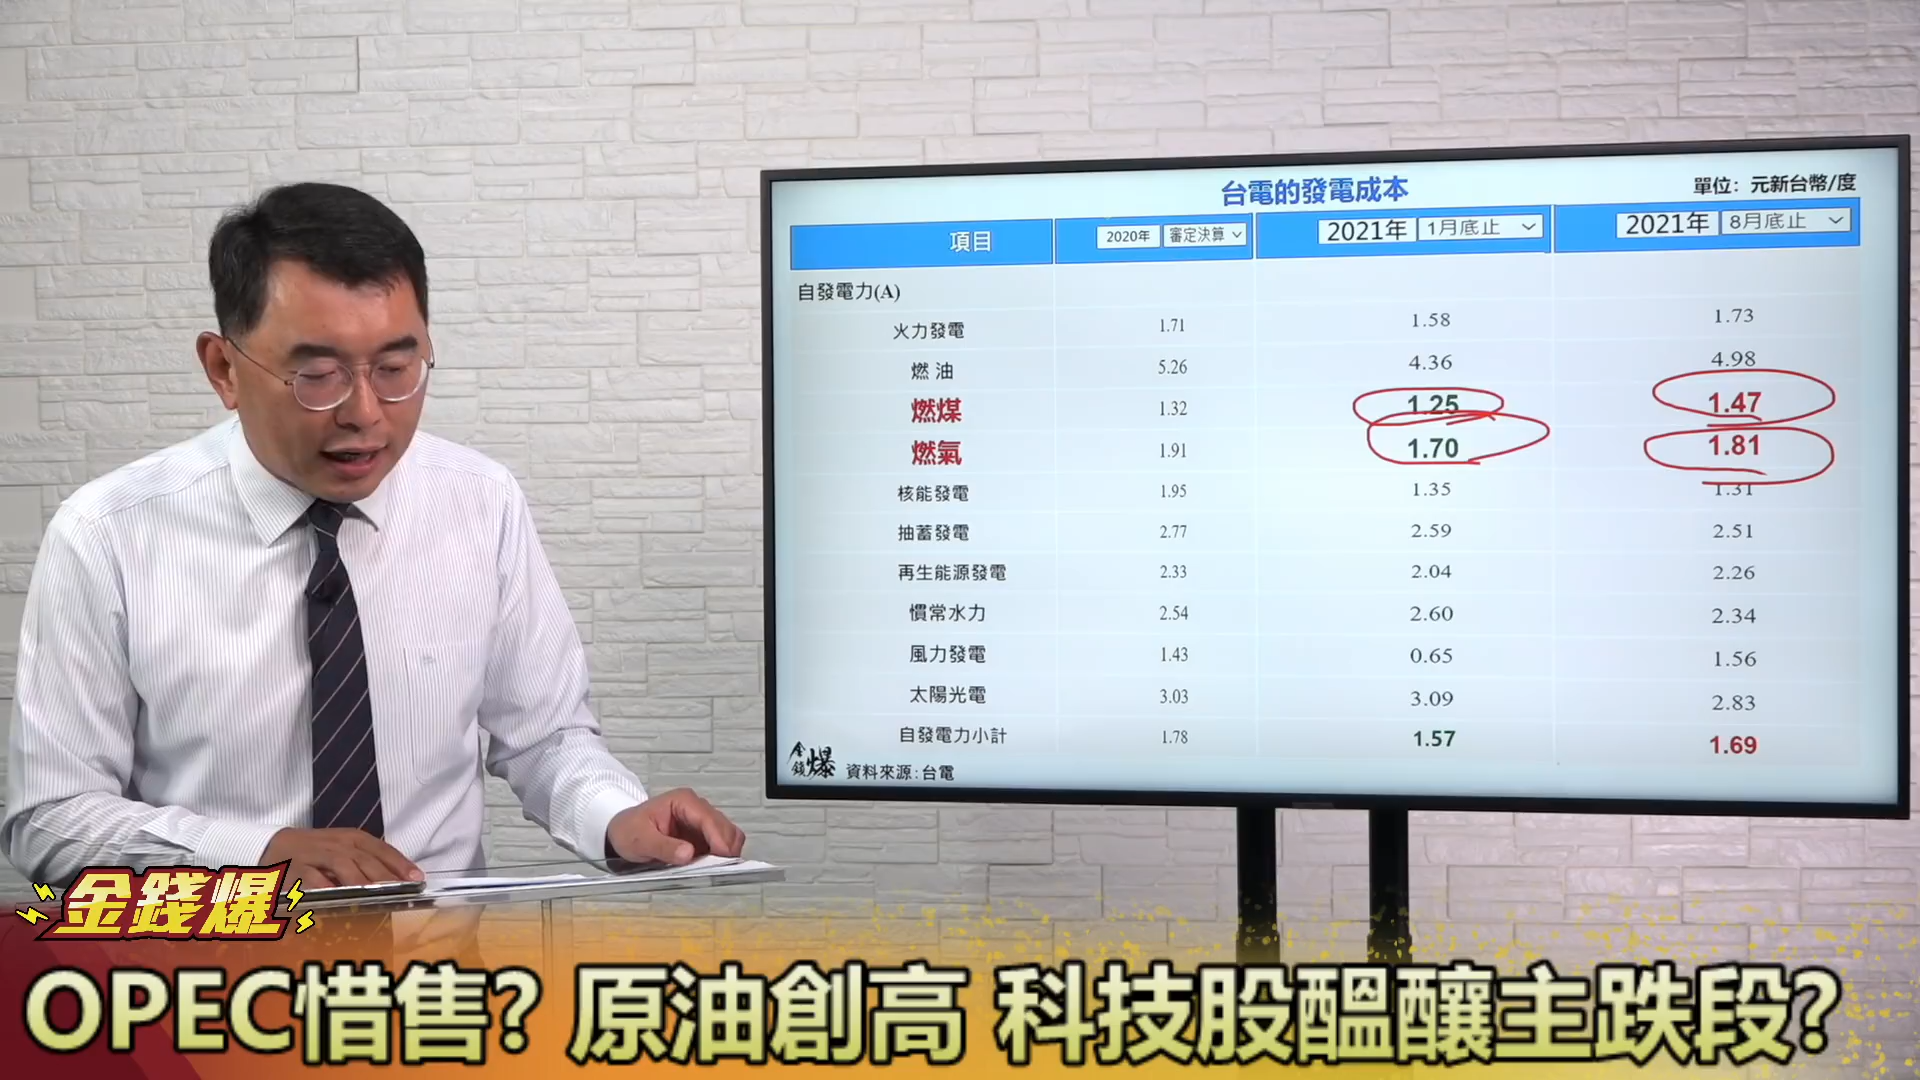 台電的發電成本
單位：元新台幣/度
項目 2020年 審定決算 2021年 1月底止 2021年 8月底止
自發電力(A)
火力發電 1.71 1.58 1.73
燃油 5.26 4.36 4.98
燃煤 1.32 1.25 1.47
燃氣 1.91 1.70 1.81
核能發電 1.95 1.35 1.31
抽蓄發電 2.77 2.59 2.51
再生能源發電 2.33 2.04 2.26
慣常水力 2.54 2.60 2.34
風力發電 1.43 0.65 1.56
太陽光電 3.03 3.09 2.83
自發電力小計 1.78 1.57 1.69
金錢爆 資料來源:台電
金錢爆
OPEC惜售? 原油創高 科技股醞釀主跌段?